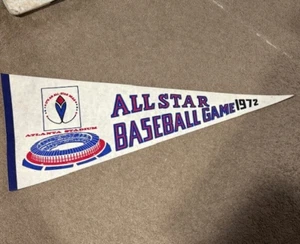 ATLANTA STADIUM
ALL STAR
BASEBALL GAME 1972